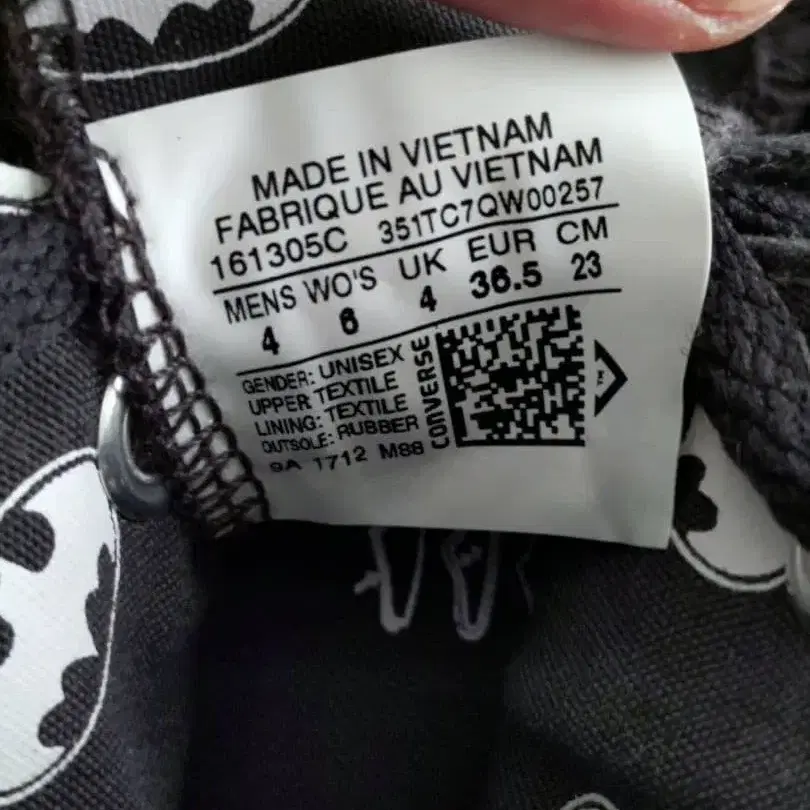 MADE IN VIETNAM
FABRIQUE AU VIETNAM
161305C 351TC7QW00257
MENS WO'S UK EUR CM
4 6 4 36.5 23
GENDER: UNISEX
UPPER TEXTILE
LINING: TEXTILE
OUTSOLE: RUBBER
9A 1712 M88
CONVERSE